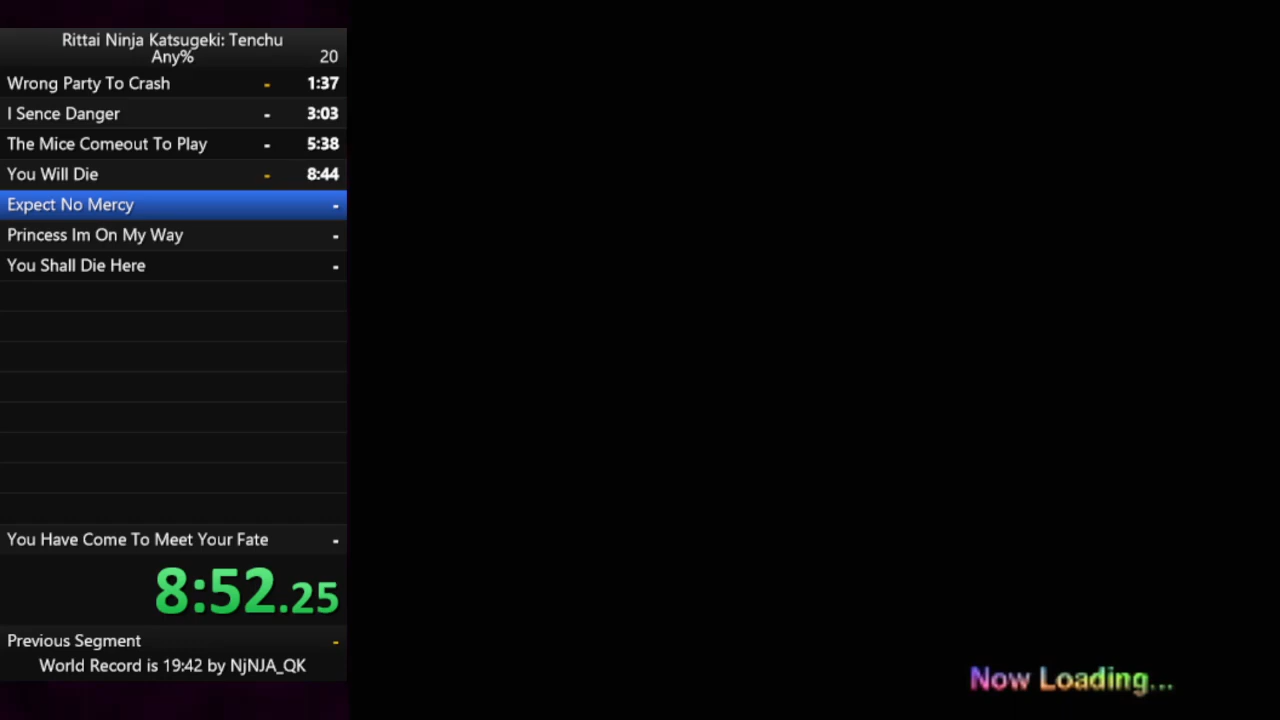 Rittai Ninja Katsugeki: Tenchu
Any% 20
Wrong Party To Crash - 1:37
I Sence Danger - 3:03
The Mice Comeout To Play - 5:38
You Will Die - 8:44
Expect No Mercy -
Princess Im On My Way -
You Shall Die Here -
You Have Come To Meet Your Fate -
8:52.25
Previous Segment -
World Record is 19:42 by NjNJA_QK
Now Loading...